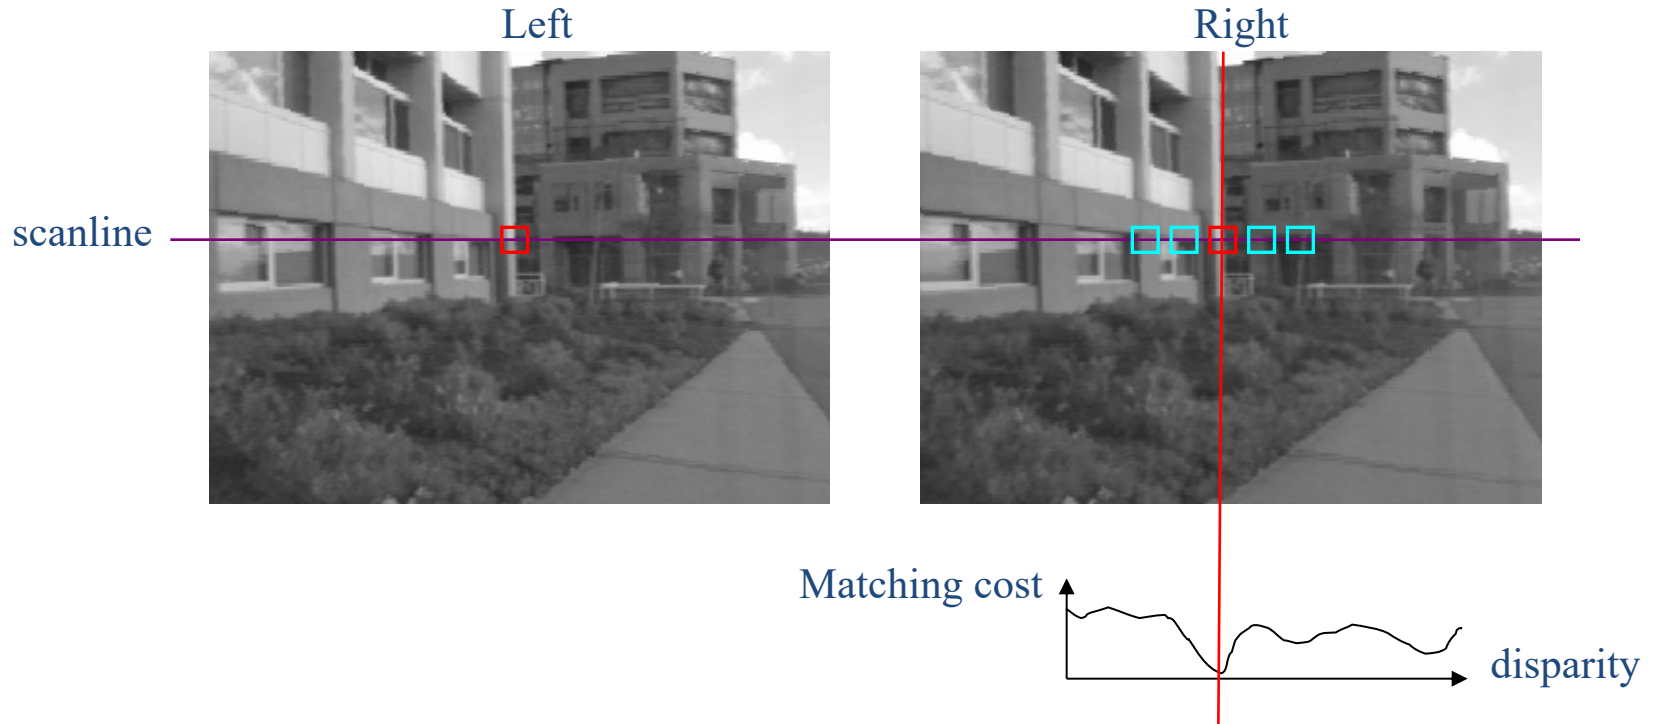 Left
Right
scanline
Matching cost
disparity